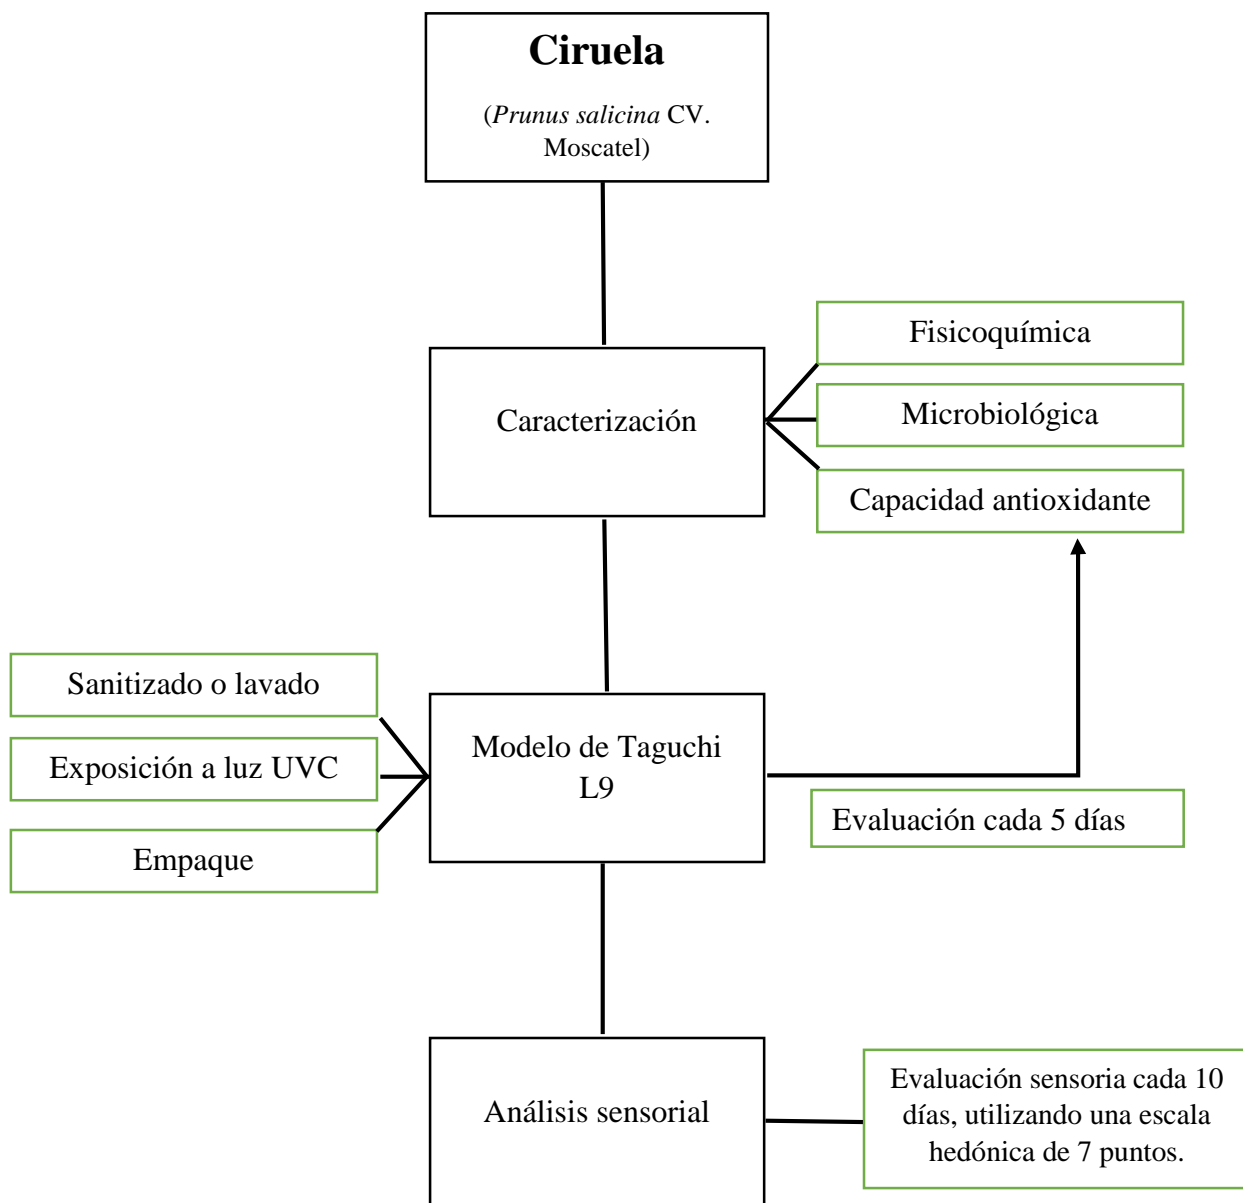 Ciruela
(Prunus salicina CV.
Moscatel)
Fisicoquímica
Caracterización
Microbiológica
Capacidad antioxidante
Sanitizado o lavado
Exposición a luz UVC
Empaque
Modelo de Taguchi
L9
Evaluación cada 5 días
Análisis sensorial
Evaluación sensoria cada 10
días, utilizando una escala
hedónica de 7 puntos.